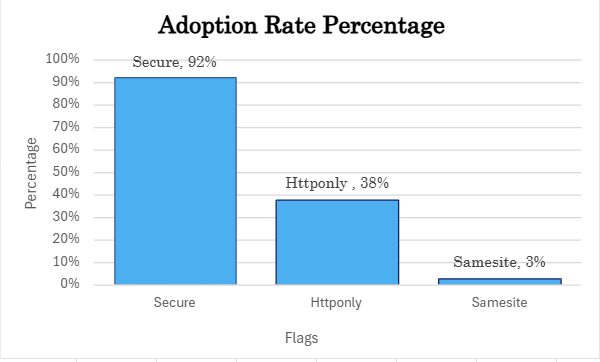 Adoption Rate Percentage
100%
90%
80%
70%
60%
50%
40%
30%
20%
10%
0%
Percentage
Secure, 92%
Httponly , 38%
Samesite, 3%
Secure
Httponly
Samesite
Flags